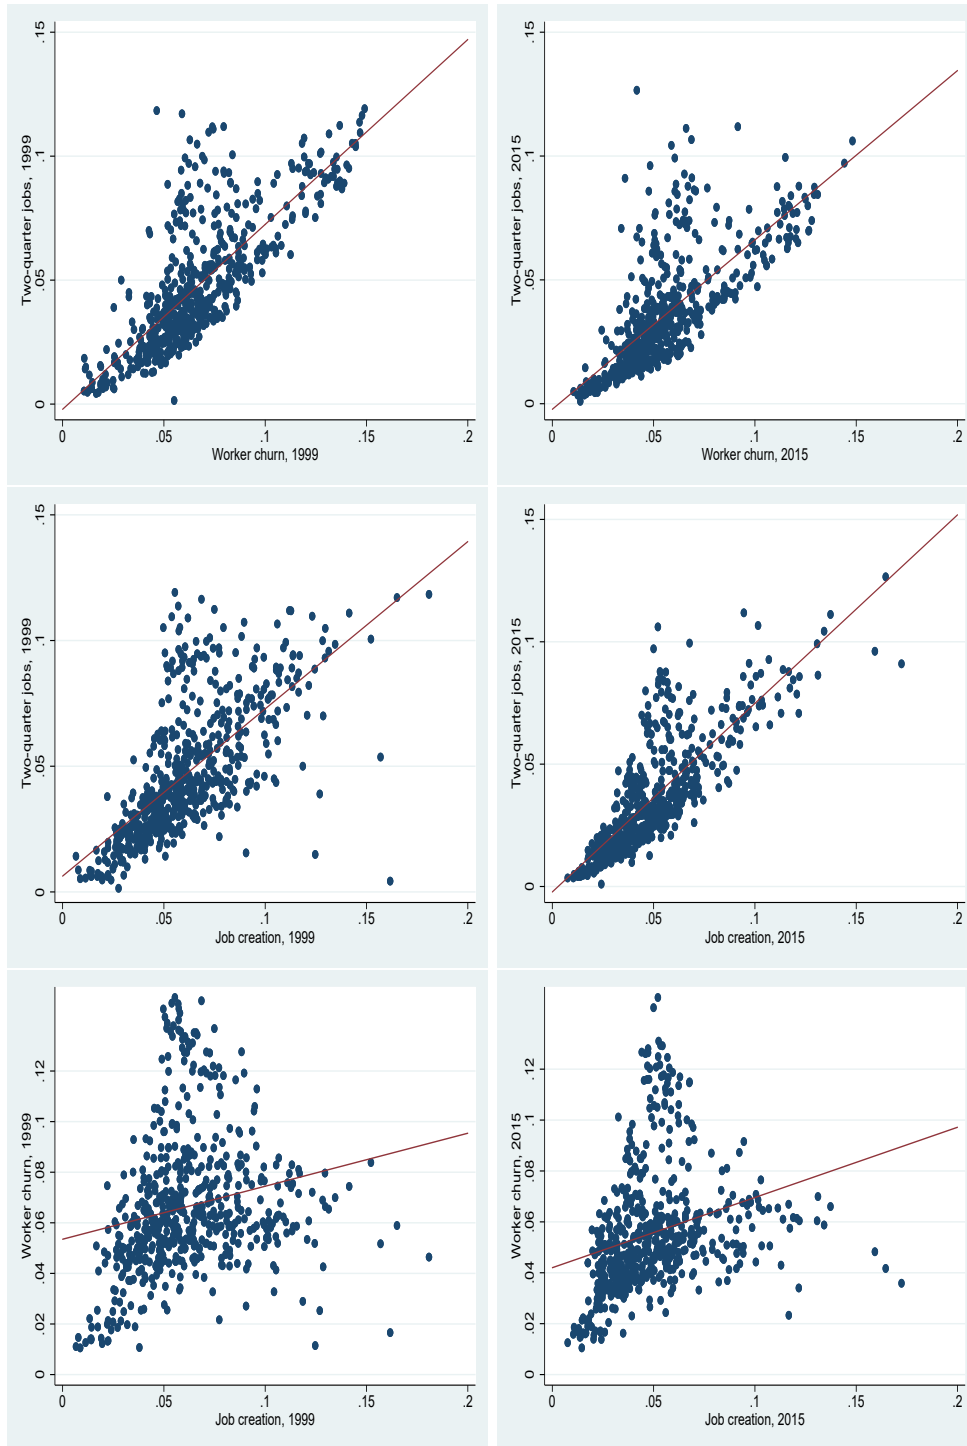 Two-quarter jobs, 1999
.15
.1
.05
0
0 .05 .1 .15 .2
Worker churn, 1999
Two-quarter jobs, 2015
.15
.1
.05
0
0 .05 .1 .15 .2
Worker churn, 2015
Two-quarter jobs, 1999
.15
.1
.05
0
0 .05 .1 .15 .2
Job creation, 1999
Two-quarter jobs, 2015
.15
.1
.05
0
0 .05 .1 .15 .2
Job creation, 2015
Worker churn, 1999
.12
.1
.08
.06
.04
.02
0
0 .05 .1 .15 .2
Job creation, 1999
Worker churn, 2015
.12
.1
.08
.06
.04
.02
0
0 .05 .1 .15 .2
Job creation, 2015